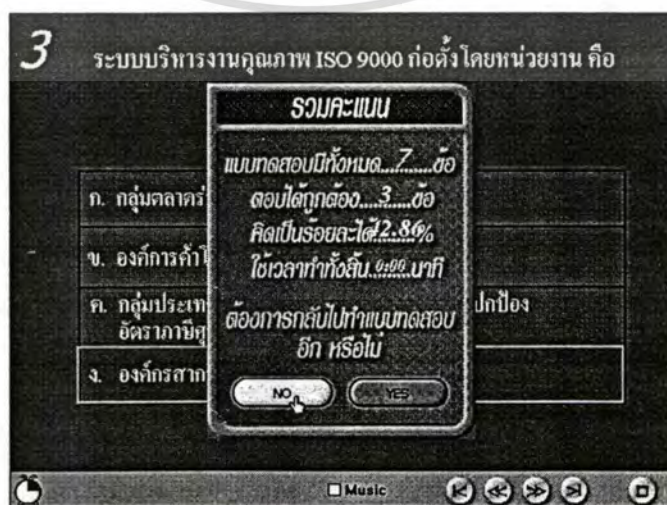 3 ระบบบริหารงานคุณภาพ ISO 9000 ก่อตั้งโดยหน่วยงาน คือ
รวมคะแนน
แบบทดสอบมีทั้งหมด....7.....ข้อ
ตอบได้ถูกต้อง....3....ข้อ
คิดเป็นร้อยละได้42.86%
ใช้เวลาทำทั้งสิ้น..0:00..นาที
ต้องการกลับไปทำแบบทดสอบ
อีก หรือไม่
NO YES
ก. กลุ่มตลาดร
ข. องค์การค้าโ
ค. กลุ่มประเท ปกป้อง
อัตราภาษีศุ
ง. องค์กรสาก
Music